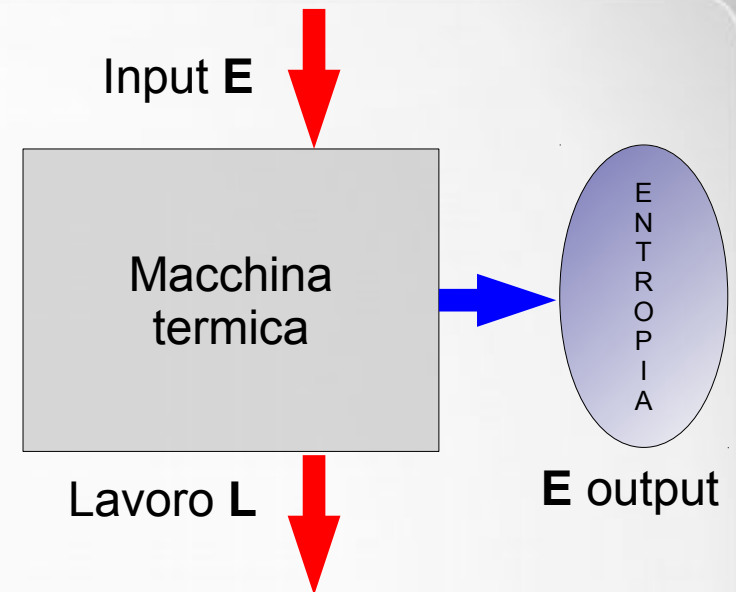 Input E
Macchina
termica
E
N
T
R
O
P
I
A
Lavoro L
E output